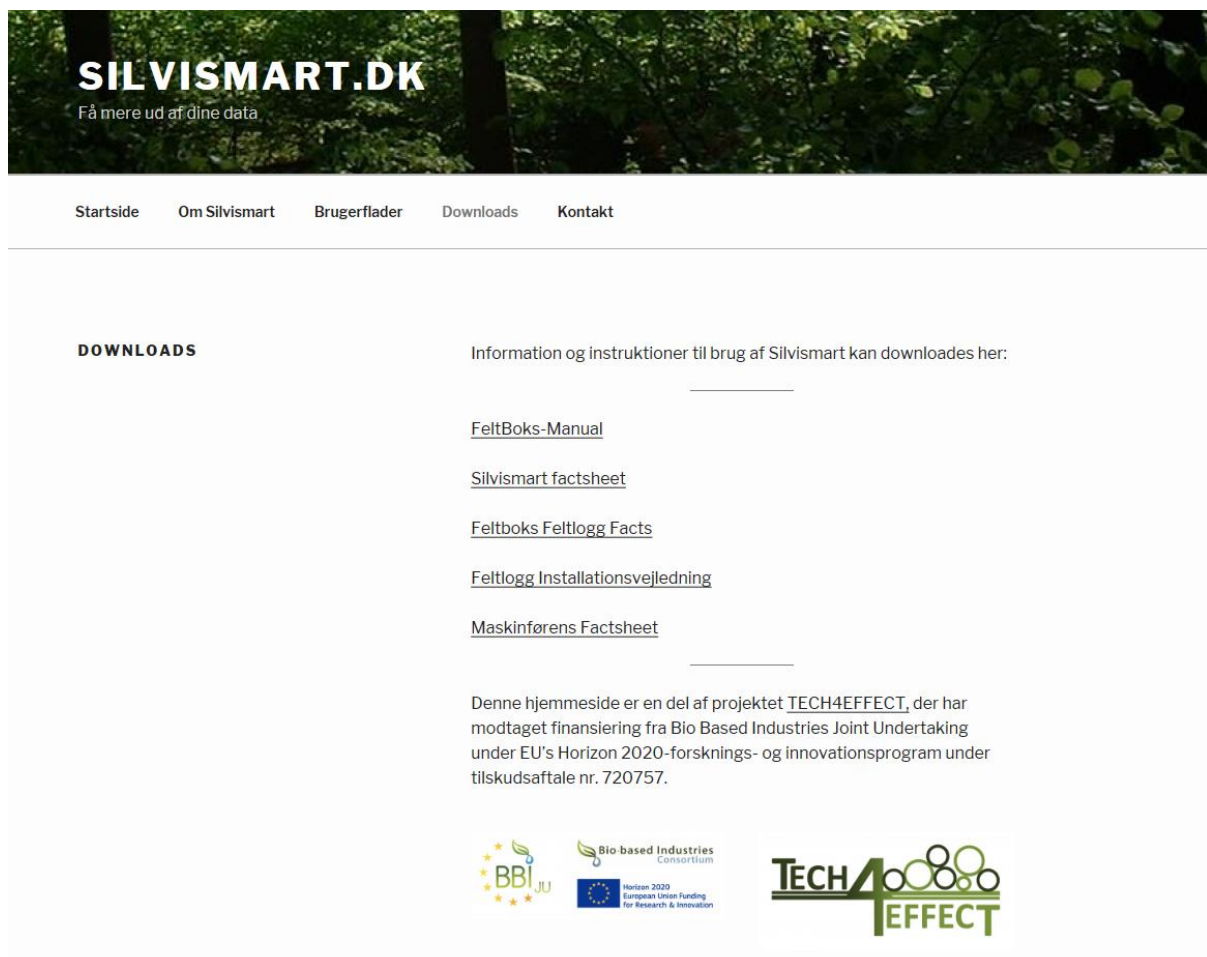 SILVISMART.DK
Få mere ud af dine data
Startside Om Silvismart Brugerflader Downloads Kontakt
DOWNLOADS
Information og instruktioner til brug af Silvismart kan downloades her:
FeltBoks-Manual
Silvismart factsheet
Feltboks Feltlogg Facts
Feltlogg Installationsvejledning
Maskinførens Factsheet
Denne hjemmeside er en del af projektet TECH4EFFECT, der har
modtaget finansiering fra Bio Based Industries Joint Undertaking
under EU's Horizon 2020-forsknings- og innovationsprogram under
tilskudsaftale nr. 720757.
BBI JU
Bio-based Industries
Consortium
Horizon 2020
European Union Funding
for Research & Innovation
TECH4EFFECT